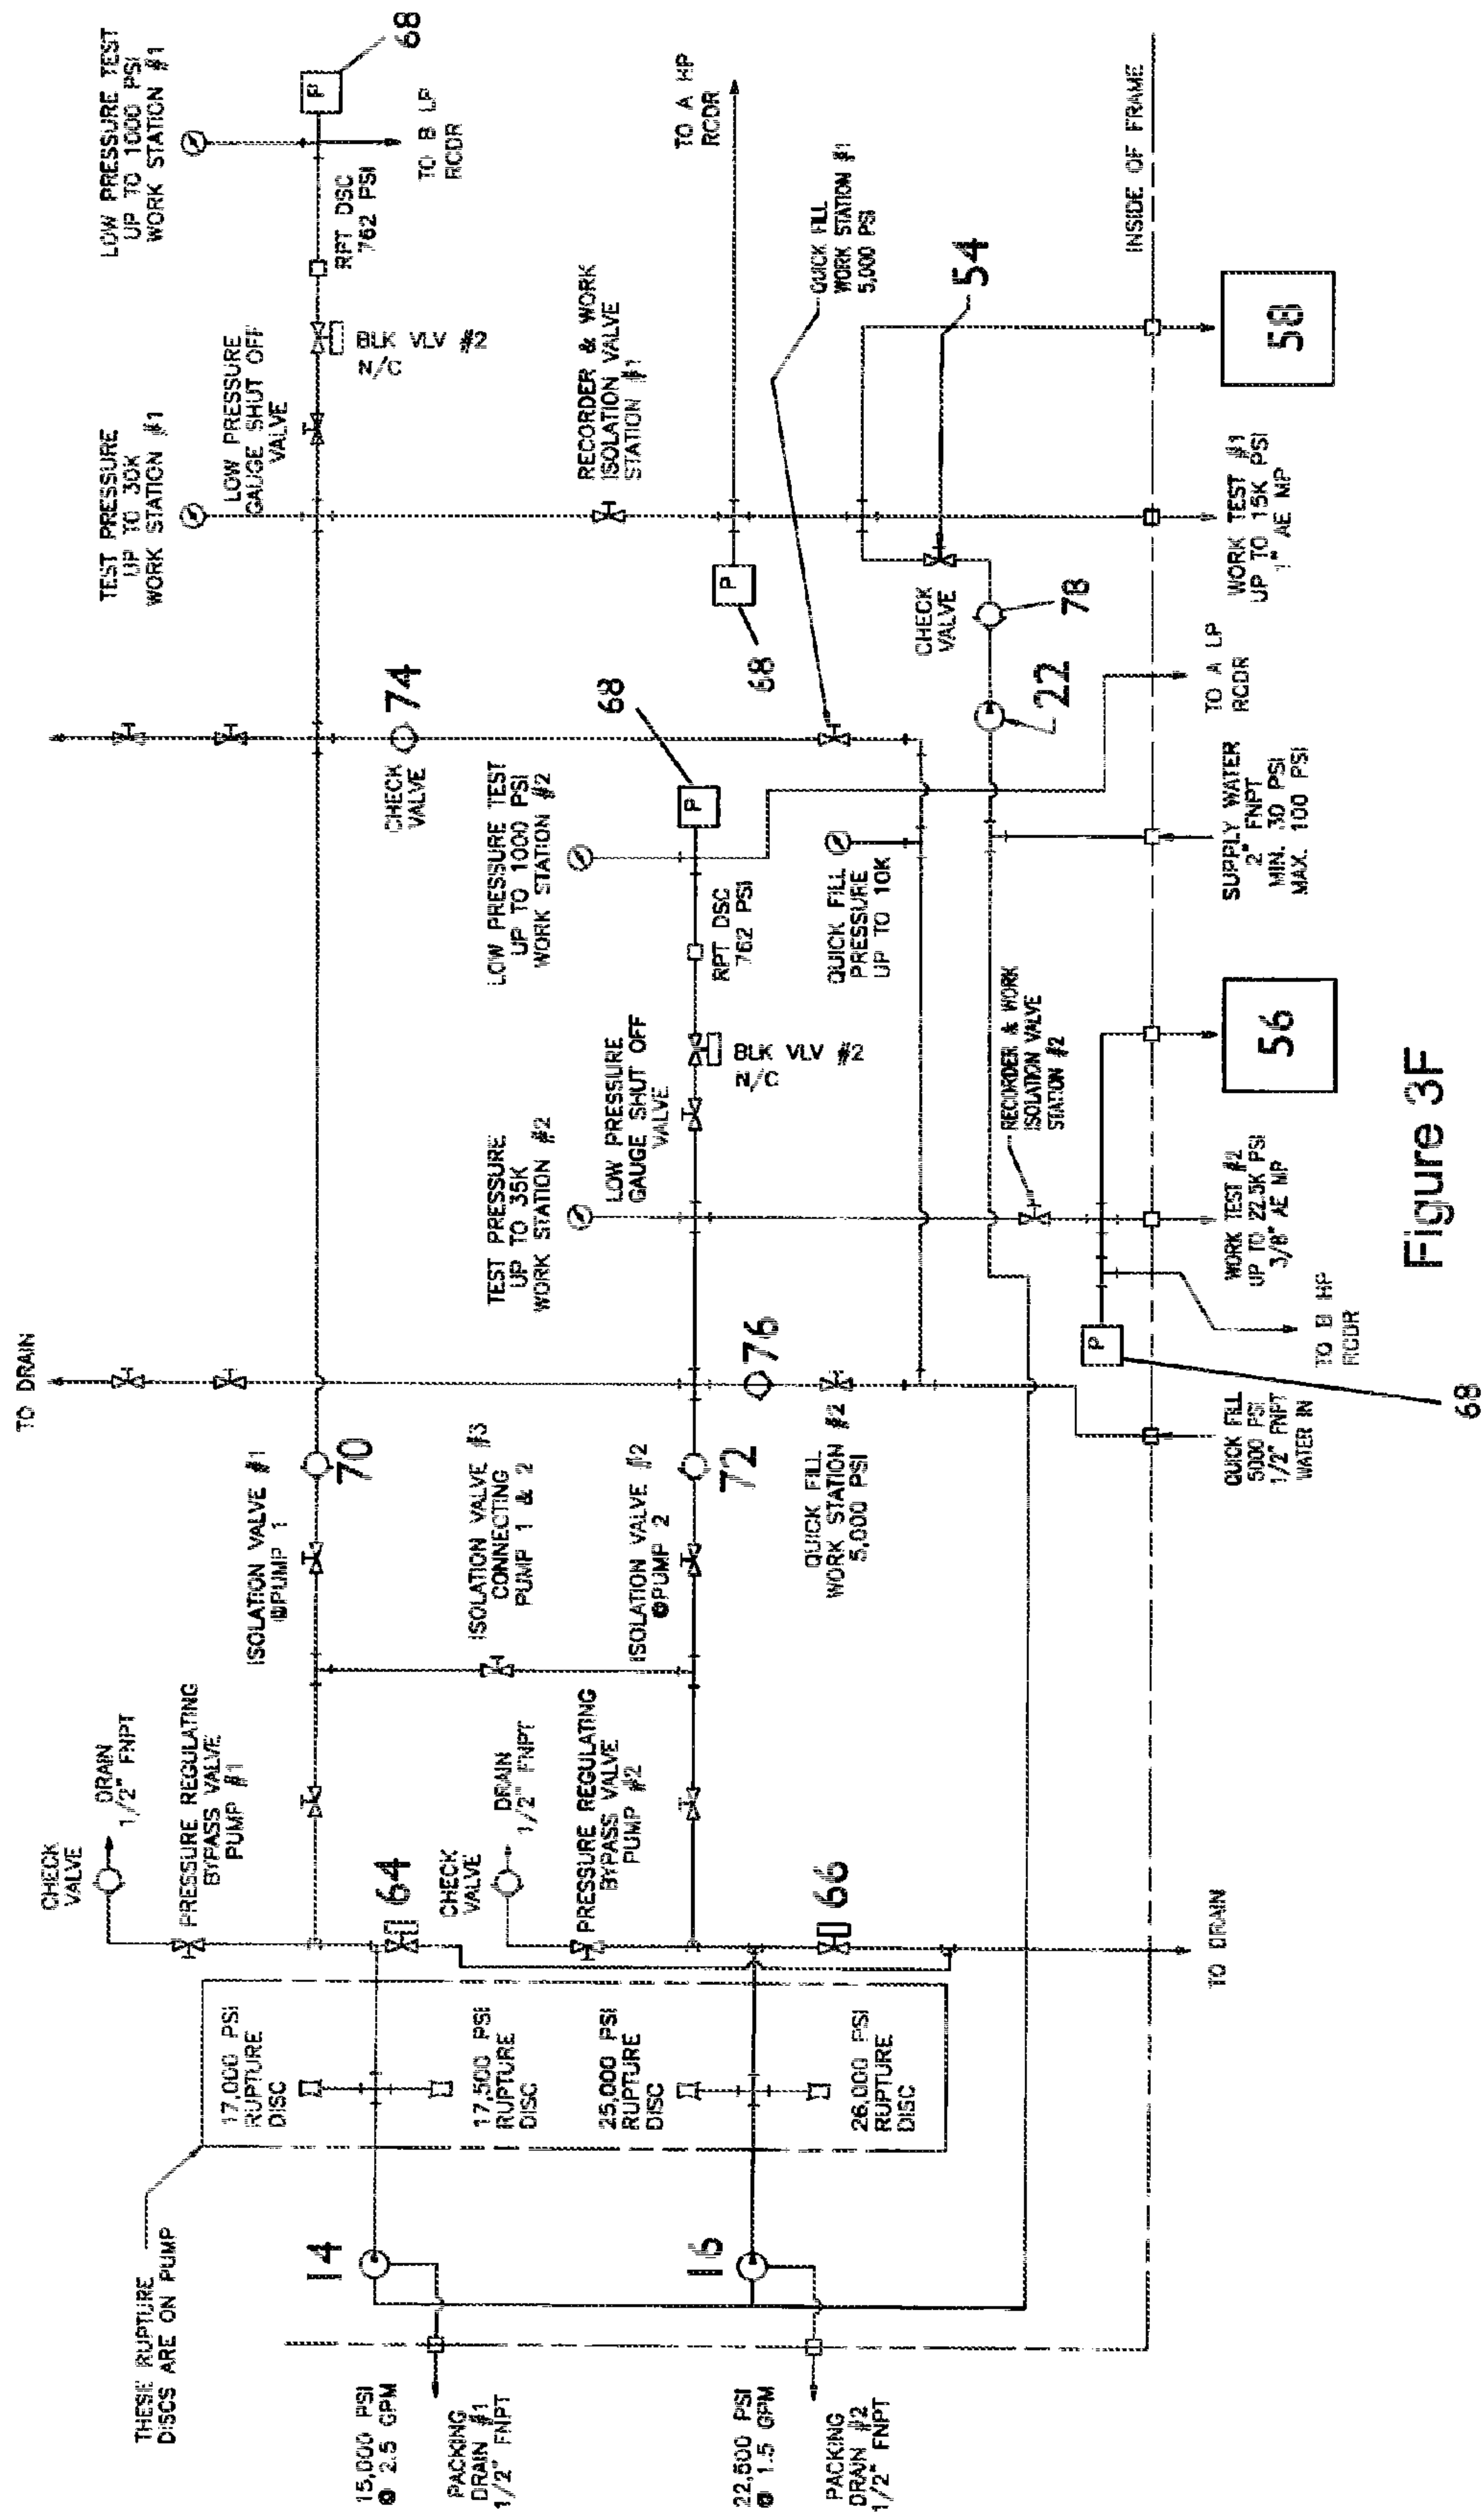 THESE RUPTURE
DISCS ARE ON PUMP
15,000 PSI
@ 2.5 GPM
PACKING
DRAIN #1
1/2" FNPT
22,500 PSI
@ 1.5 GPM
PACKING
DRAIN #2
1/2" FNPT
14
16
17,000 PSI
RUPTURE
DISC
17,500 PSI
RUPTURE
DISC
25,000 PSI
RUPTURE
DISC
26,000 PSI
RUPTURE
DISC
CHECK
VALVE
DRAIN
1/2" FNPT
PRESSURE REGULATING
BYPASS VALVE
PUMP #1
64
CHECK
VALVE
DRAIN
1/2" FNPT
PRESSURE REGULATING
BYPASS VALVE
PUMP #2
66
TO DRAIN
ISOLATION VALVE #1
@PUMP 1
70
ISOLATION VALVE #3
CONNECTING
PUMP 1 & 2
ISOLATION VALVE #2
@PUMP 2
72
TO DRAIN
76
QUICK FILL
WORK STATION #2
5,000 PSI
QUICK FILL
5000 PSI
1/2" FNPT
WATER IN
68
P
TO B HP
RCDR
TEST PRESSURE
UP TO 35K
WORK STATION #2
LOW PRESSURE
GAUGE SHUT OFF
VALVE
BLK VLV #2
N/C
RPT DSC
762 PSI
LOW PRESSURE TEST
UP TO 1000 PSI
WORK STATION #2
P
68
RECORDER & WORK
ISOLATION VALVE
STATION #2
WORK TEST #2
UP TO 22.5K PSI
3/8" AE MP
56
QUICK FILL
PRESSURE
UP TO 10K
SUPPLY WATER
2" FNPT
MIN. 30 PSI
MAX. 100 PSI
TO A LP
RCDR
CHECK
VALVE
74
22
78
CHECK
VALVE
54
P
68
TO A HP
RCDR
QUICK FILL
WORK STATION #1
5,000 PSI
RECORDER & WORK
ISOLATION VALVE
STATION #1
TEST PRESSURE
UP TO 30K
WORK STATION #1
LOW PRESSURE
GAUGE SHUT OFF
VALVE
BLK VLV #2
N/C
RPT DSC
762 PSI
LOW PRESSURE TEST
UP TO 1000 PSI
WORK STATION #1
P
68
TO B LP
RCDR
WORK TEST #1
UP TO 15K PSI
1" AE MP
58
INSIDE OF FRAME
Figure 3F